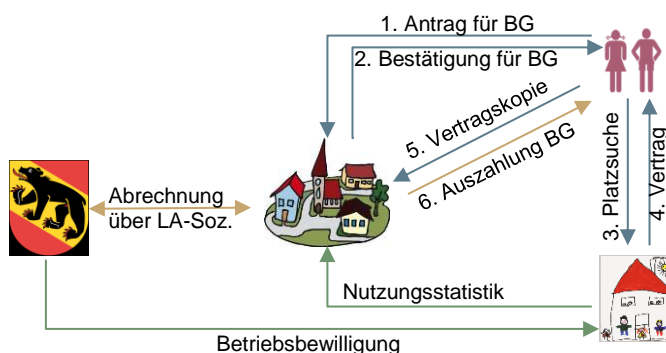 1. Antrag für BG
2. Bestätigung für BG
5. Vertragskopie
6. Auszahlung BG
3. Platzsuche
4. Vertrag
Abrechnung
über LA-Soz.
Nutzungsstatistik
Betriebsbewilligung